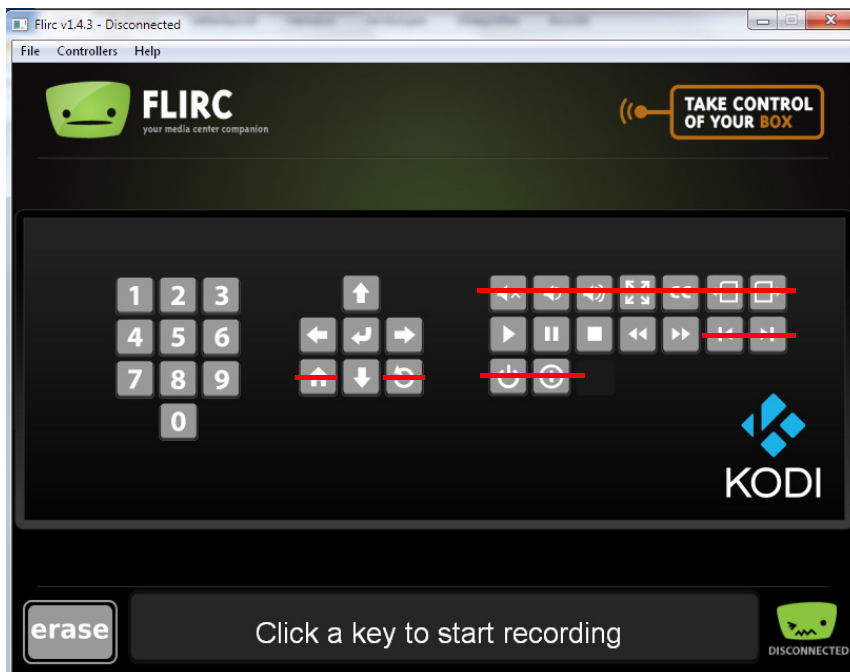 Flirc v1.4.3 - Disconnected
File Controllers Help
FLIRC
your media center companion
TAKE CONTROL
OF YOUR BOX
1 2 3
4 5 6
7 8 9
0
CC
KODI
erase
Click a key to start recording
DISCONNECTED